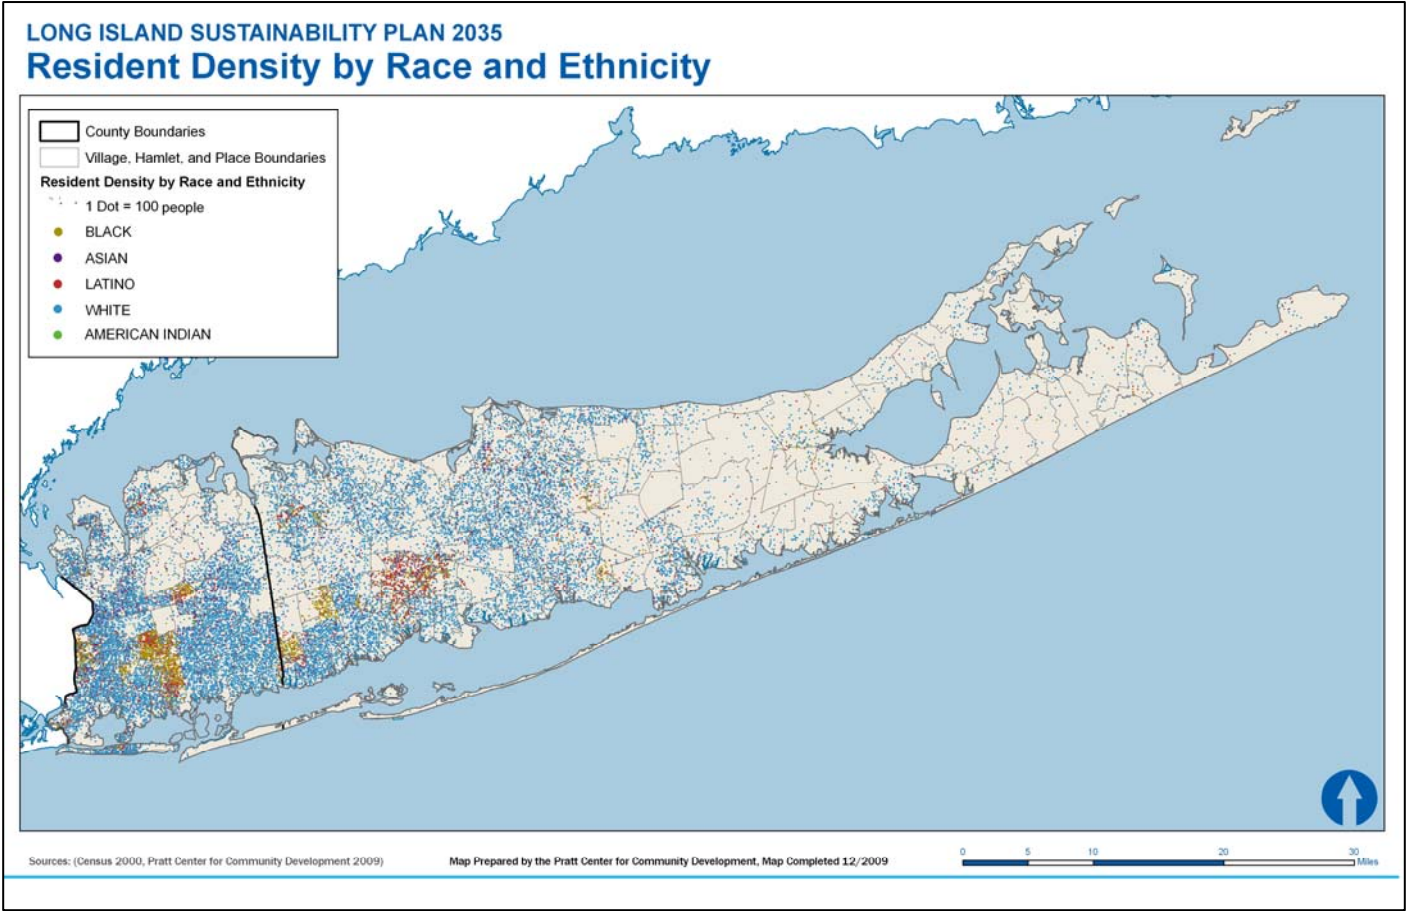 LONG ISLAND SUSTAINABILITY PLAN 2035
Resident Density by Race and Ethnicity
County Boundaries
Village, Hamlet, and Place Boundaries
Resident Density by Race and Ethnicity
1 Dot = 100 people
BLACK
ASIAN
LATINO
WHITE
AMERICAN INDIAN
Sources: (Census 2000, Pratt Center for Community Development 2009)
Map Prepared by the Pratt Center for Community Development, Map Completed 12/2009
0 5 10 20 30
Miles